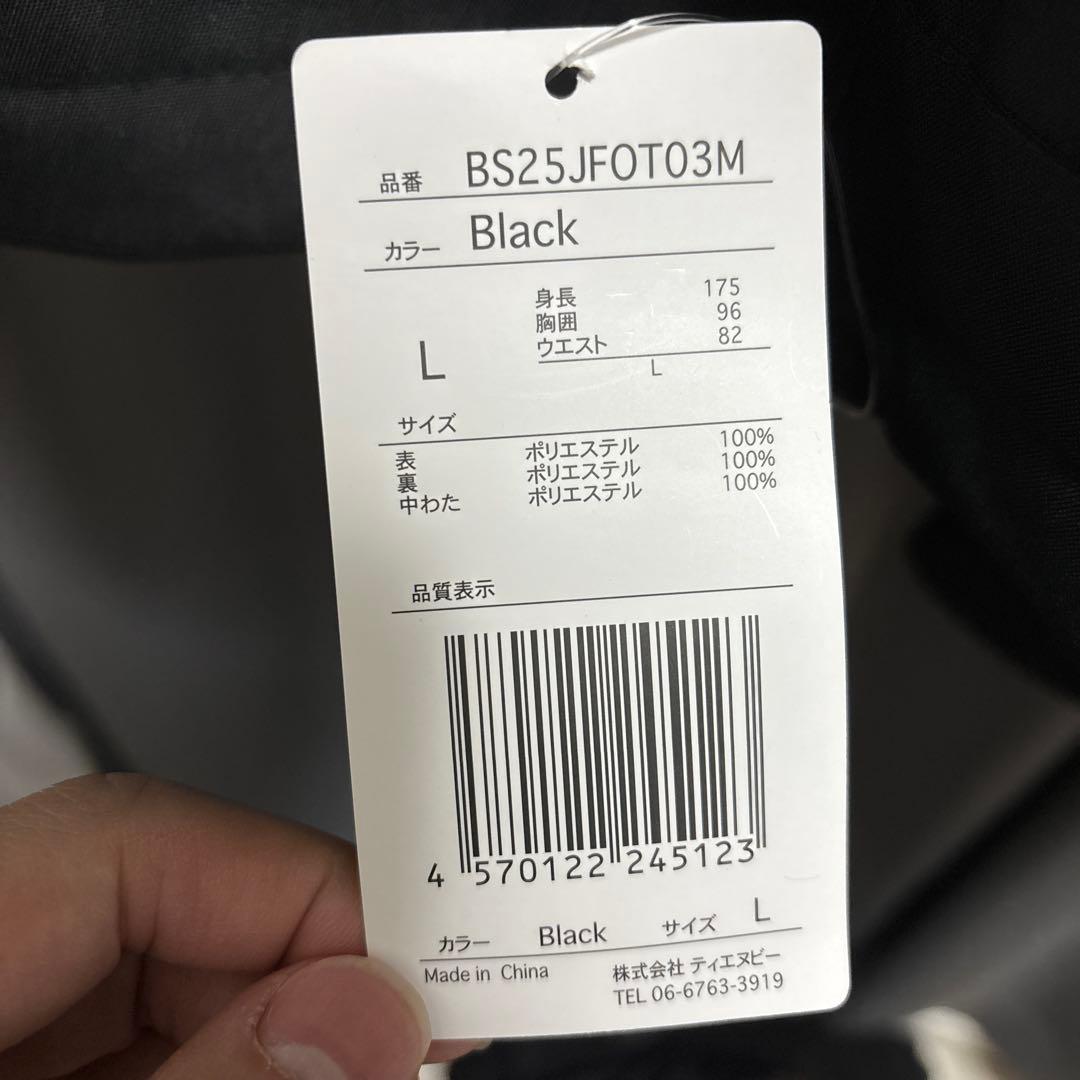 品番 BS25JFOT03M
カラー Black
身長 175
胸囲 96
ウエスト 82
L
L
サイズ
表 ポリエステル 100%
裏 ポリエステル 100%
中わた ポリエステル 100%
品質表示
4 570122 245123
カラー Black サイズ L
Made in China
株式会社 ティエヌビー
TEL 06-6763-3919